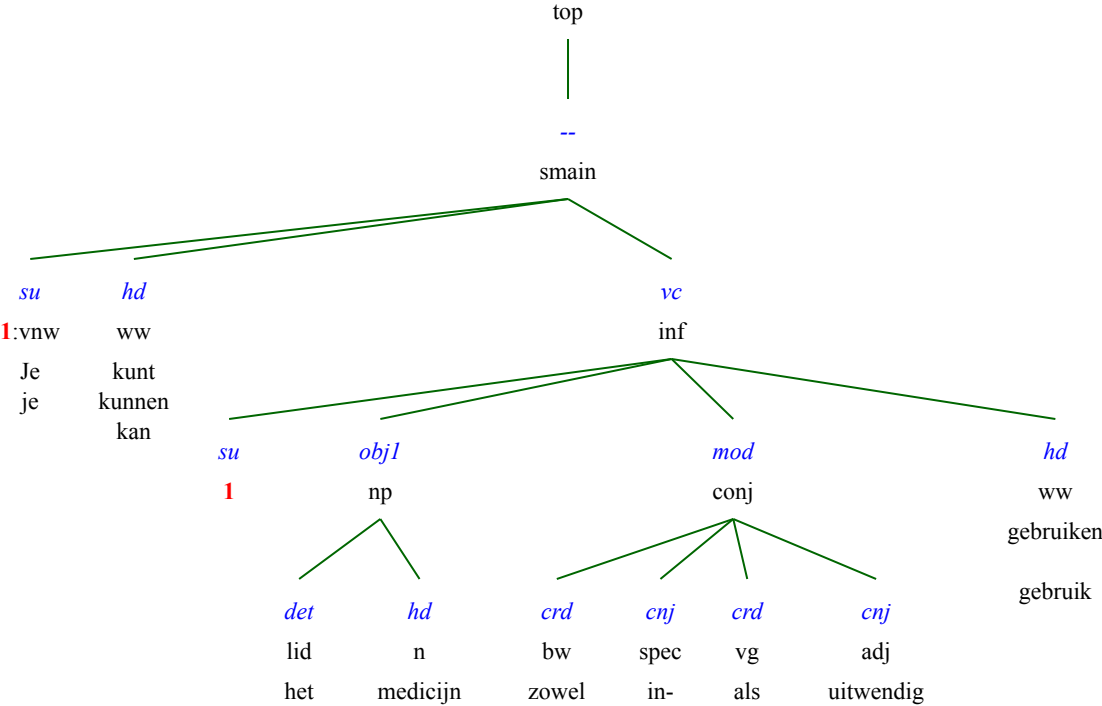 top
--
smain
su hd vc
1:vnw ww inf
Je kunt
je kunnen
kan
su obj1 mod hd
1 np conj ww
gebruiken
gebruik
det hd crd cnj crd cnj
lid n bw spec vg adj
het medicijn zowel in- als uitwendig